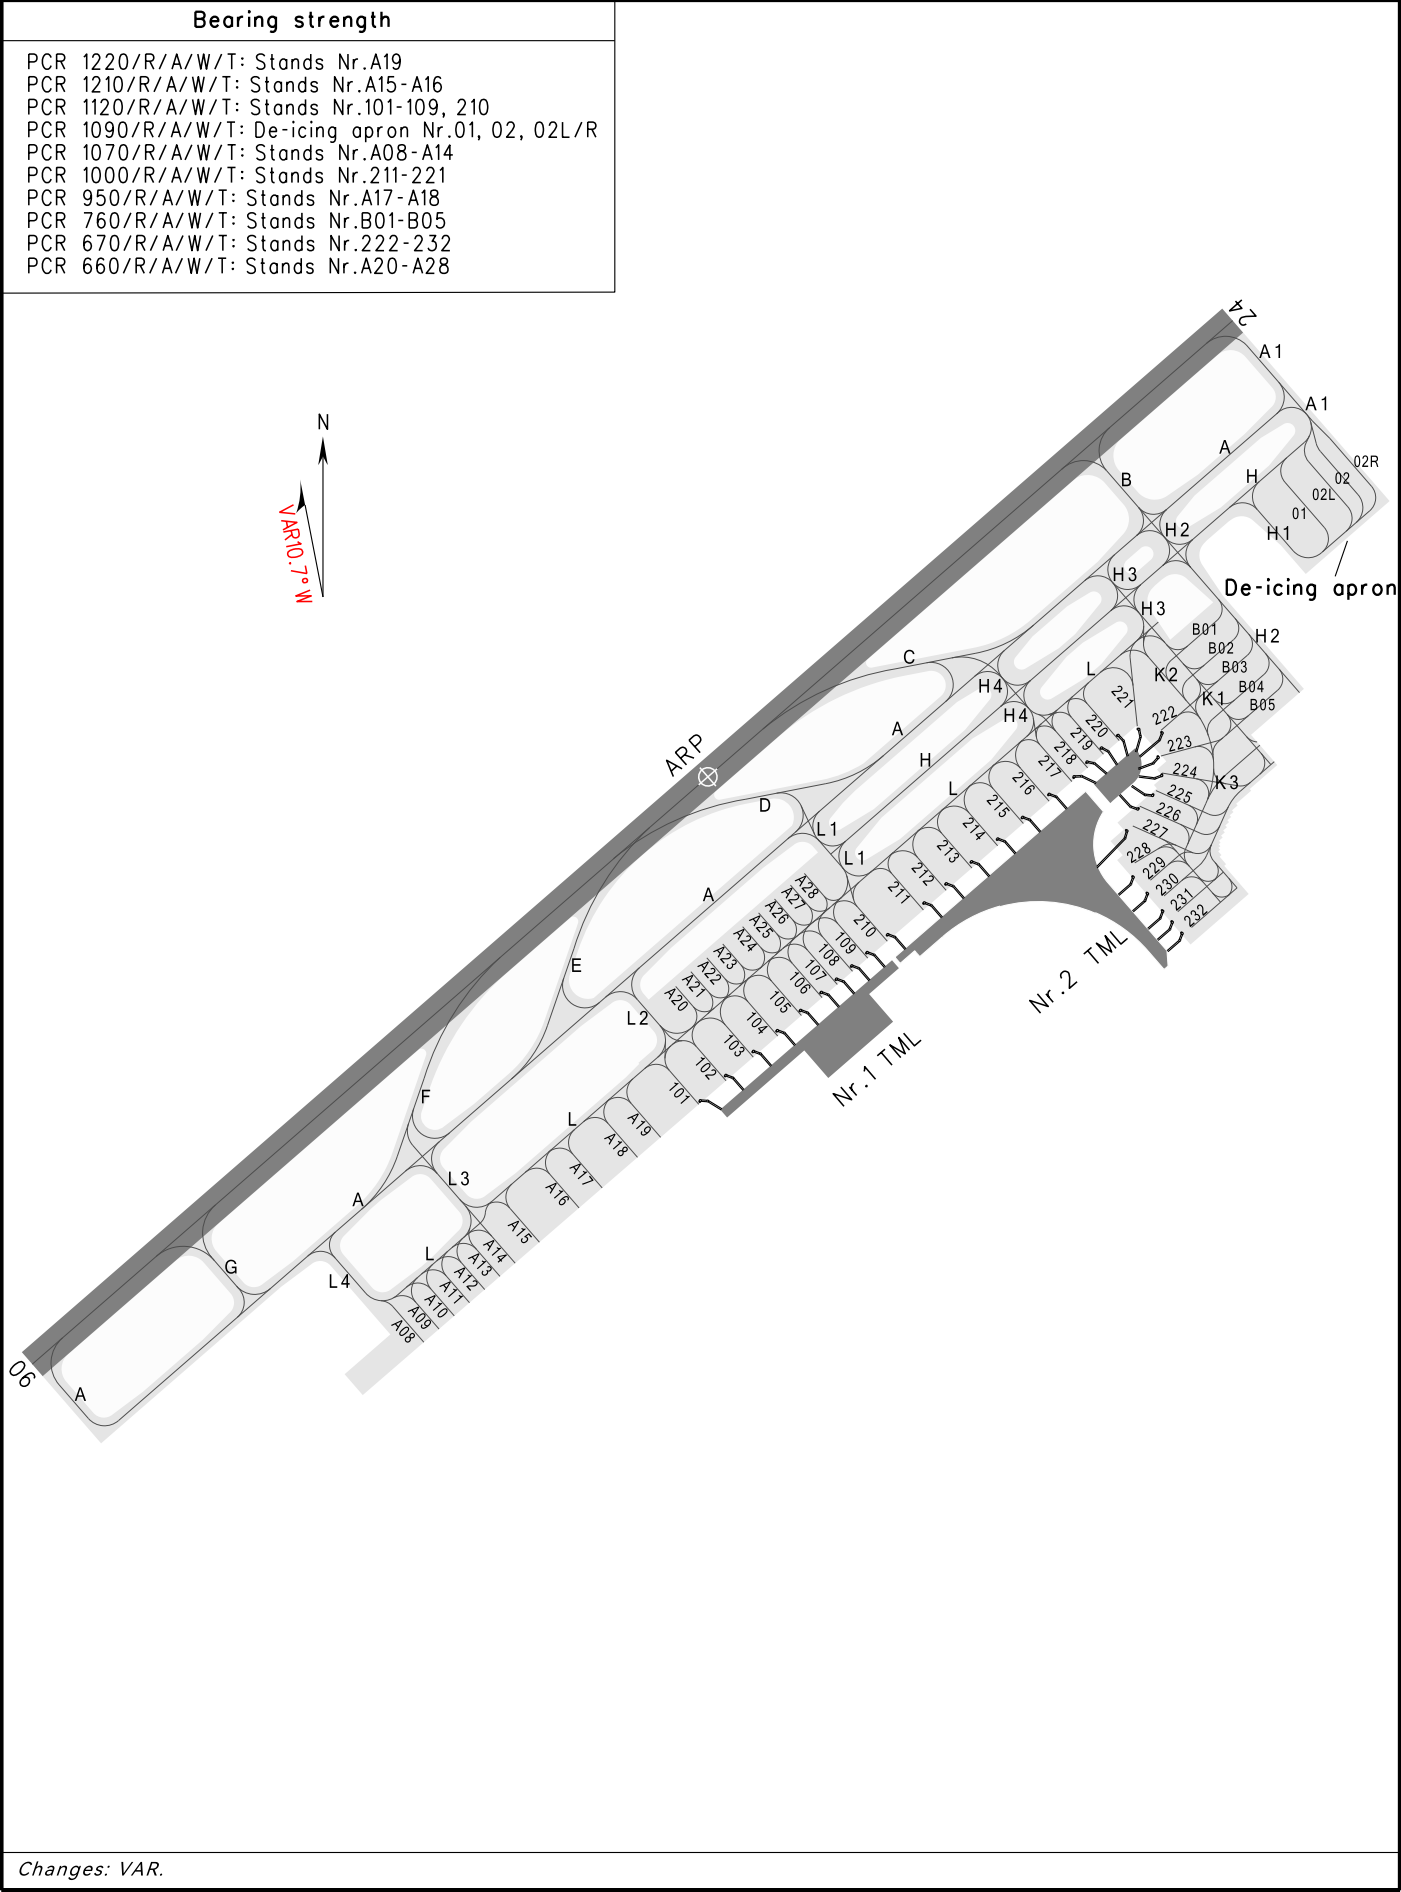 Bearing strength
PCR 1220/R/A/W/T: Stands Nr.A19
PCR 1210/R/A/W/T: Stands Nr.A15-A16
PCR 1120/R/A/W/T: Stands Nr.101-109, 210
PCR 1090/R/A/W/T: De-icing apron Nr.01, 02, 02L/R
PCR 1070/R/A/W/T: Stands Nr.A08-A14
PCR 1000/R/A/W/T: Stands Nr.211-221
PCR 950/R/A/W/T: Stands Nr.A17-A18
PCR 760/R/A/W/T: Stands Nr.B01-B05
PCR 670/R/A/W/T: Stands Nr.222-232
PCR 660/R/A/W/T: Stands Nr.A20-A28
24
A1
A1
N
VAR10.7°W
A
02R
H
02
B
02L
01
H2
H1
H3
De-icing apron
H3
B01
H2
B02
C
B03
L
K2
H4
B04
221
K1
B05
H4
222
220
A
219
223
ARP
218
H
217
224
K3
216
L
225
215
D
226
214
L1
227
213
228
L1
212
229
A28
230
211
A27
A
231
A26
232
210
A25
109
A24
108
TML
A23
107
E
A22
106
Nr.2
A21
105
A20
104
L2
103
Nr.1 TML
102
101
F
L
A19
A18
L3
A17
A16
A
A15
A14
L
A13
G
A12
L4
A11
A10
A09
A08
06
A
Changes: VAR.